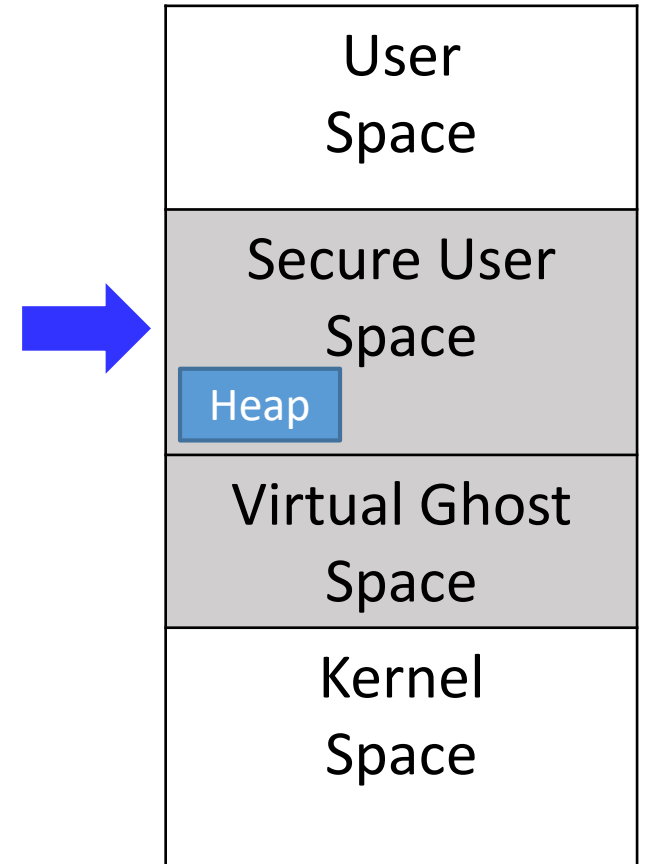 User
Space
Secure User
Space
Heap
Virtual Ghost
Space
Kernel
Space